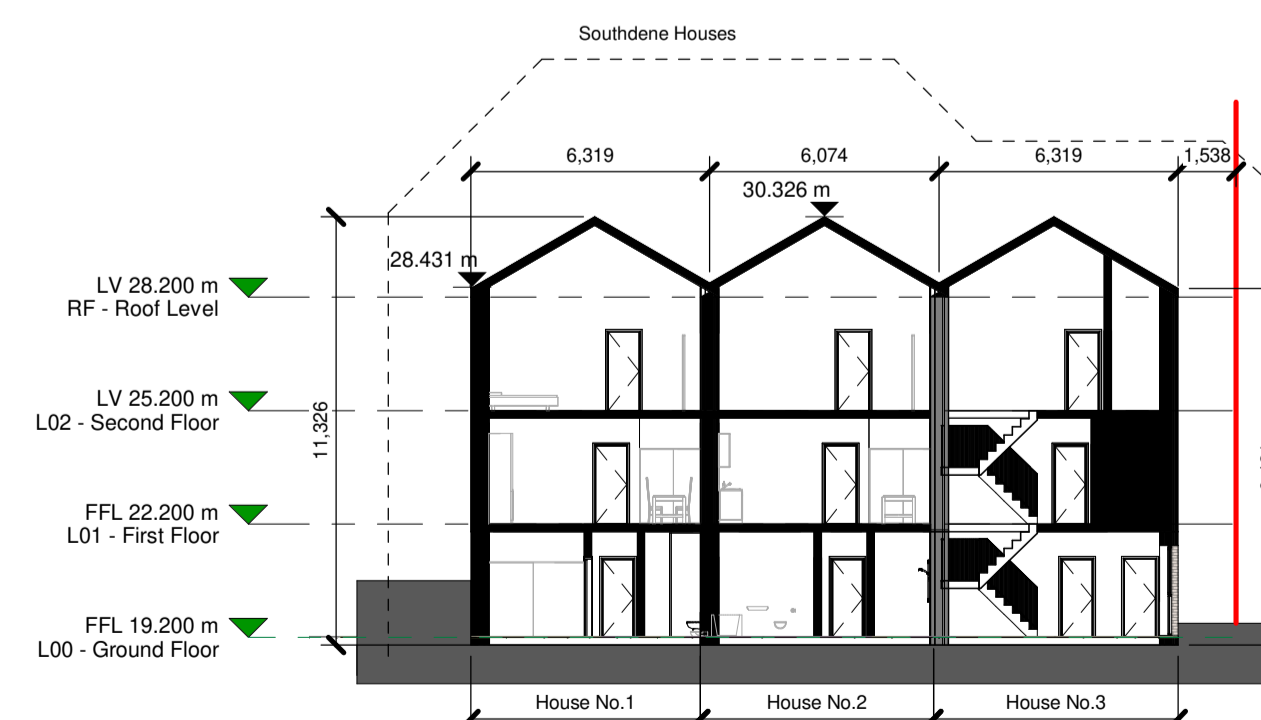 Southdene Houses
6,319
6,074
6,319
1,538
30.326 m
28.431 m
LV 28.200 m
RF - Roof Level
LV 25.200 m
L02 - Second Floor
11,326
FFL 22.200 m
L01 - First Floor
FFL 19.200 m
L00 - Ground Floor
House No.1
House No.2
House No.3